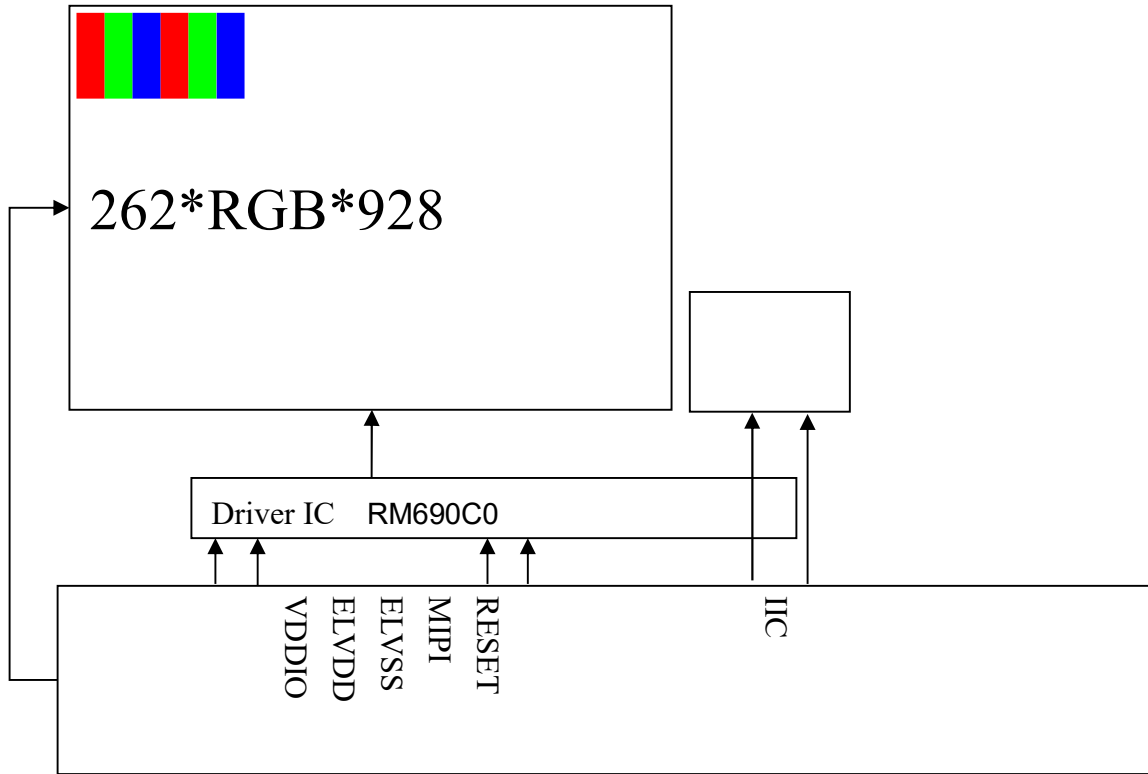 262*RGB*928
Driver IC RM690C0
VDDIO
ELVDD
ELVSS
MIPI
RESET
IIC